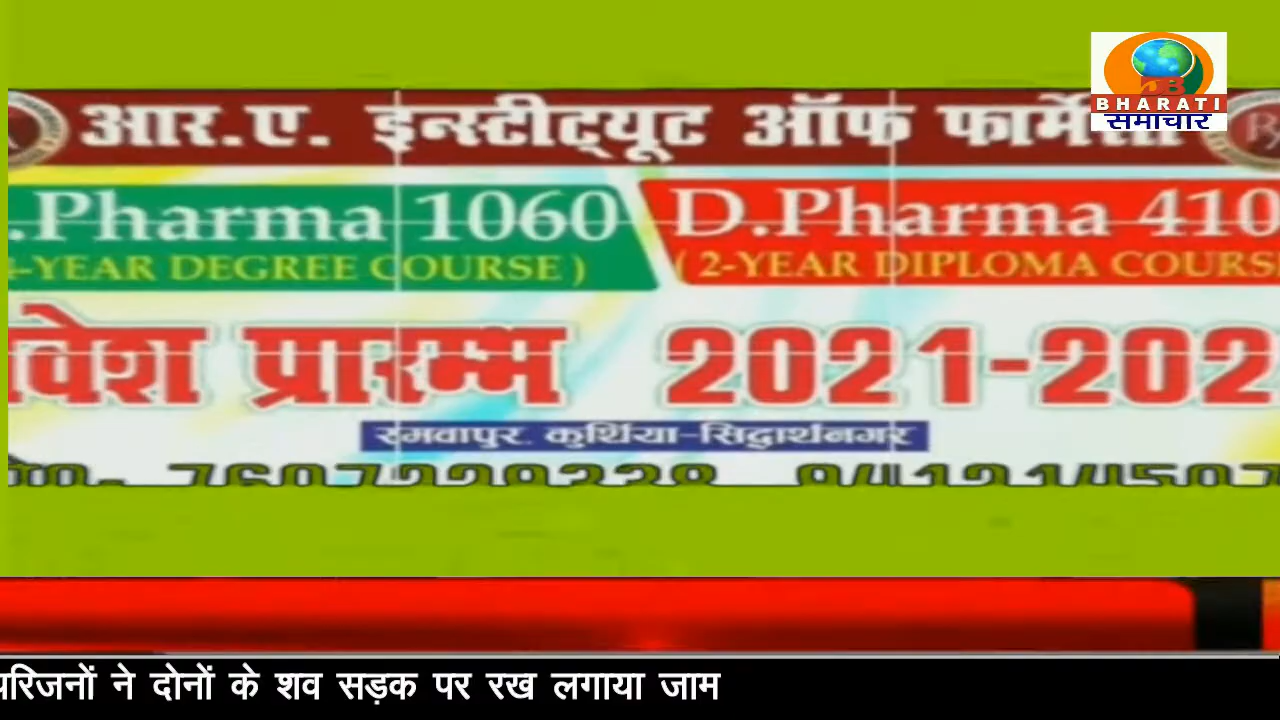 BHARATI
समाचार
आर.ए. इन्स्टीट्यूट ऑफ फार्मेसी
.Pharma 1060
D.Pharma 410
-YEAR DEGREE COURSE )
( 2-YEAR DIPLOMA COURS
वेश प्रारम्भ 2021-202
रमवापुर, कुर्थिया-सिद्वार्थनगर
परिजनों ने दोनों के शव सड़क पर रख लगाया जाम